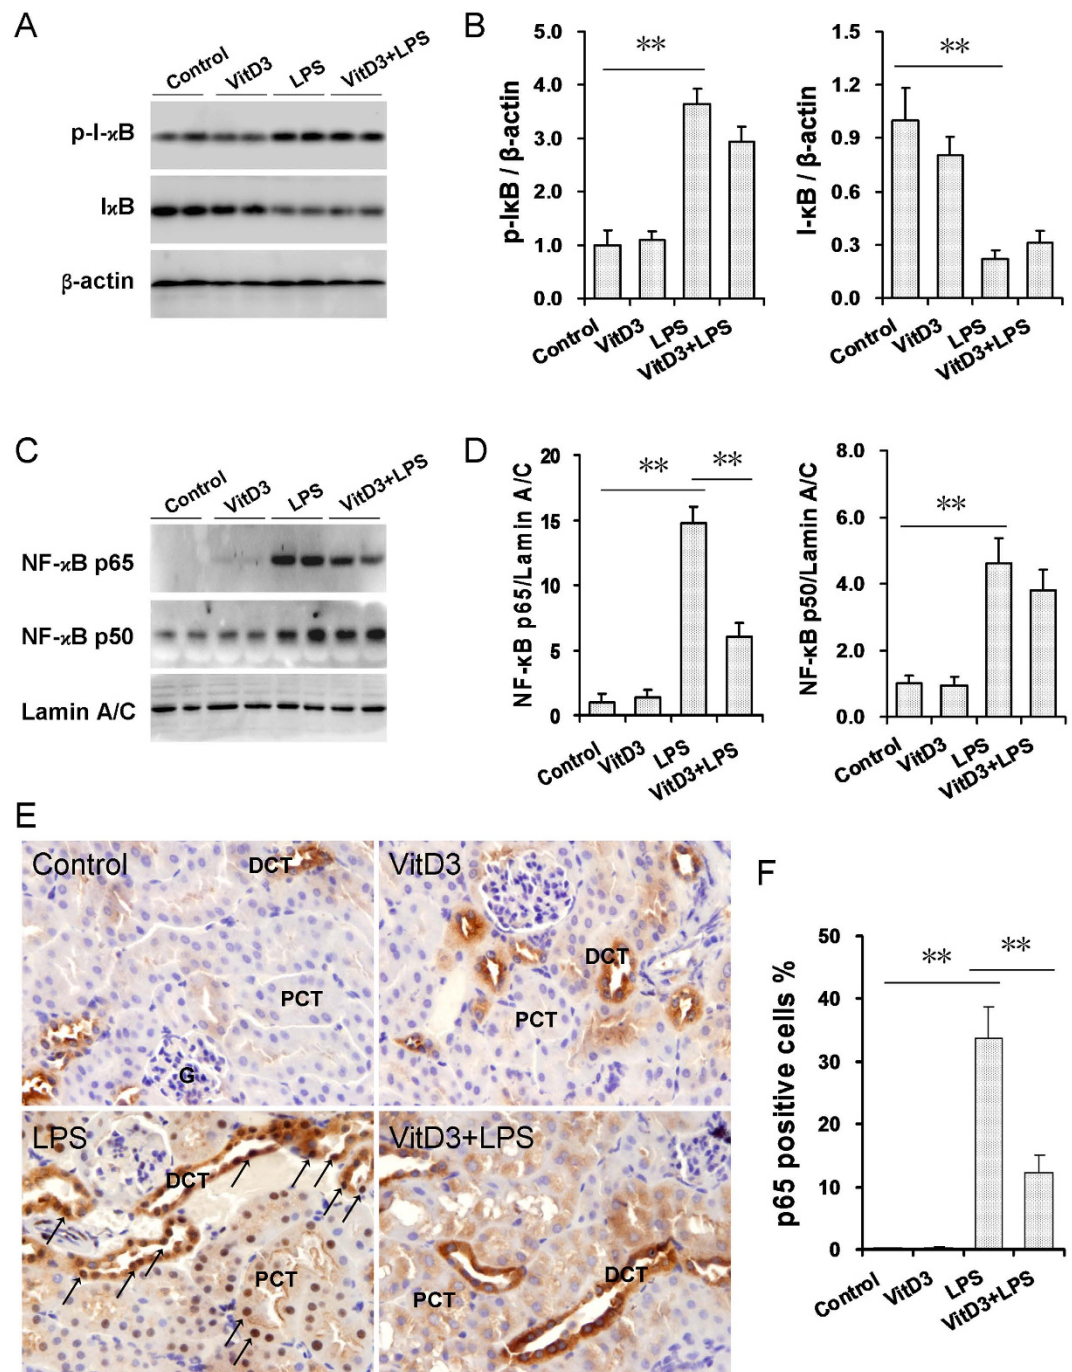 A
Control VitD3 LPS VitD3+LPS
p-I-κB
IκB
β-actin
B
p-IκB / β-actin
5.0
4.0
3.0
2.0
1.0
0.0
**
Control VitD3 LPS VitD3+LPS
I-κB / β-actin
1.5
1.2
0.9
0.6
0.3
0.0
**
Control VitD3 LPS VitD3+LPS
C
Control VitD3 LPS VitD3+LPS
NF-κB p65
NF-κB p50
Lamin A/C
D
NF-κB p65/Lamin A/C
20
15
10
5
0
** **
Control VitD3 LPS VitD3+LPS
NF-κB p50/Lamin A/C
8.0
6.0
4.0
2.0
0.0
**
Control VitD3 LPS VitD3+LPS
E
Control
DCT
PCT
G
VitD3
DCT
PCT
LPS
DCT
PCT
VitD3+LPS
PCT
DCT
F
p65 positive cells %
50
40
30
20
10
0
** **
Control VitD3 LPS VitD3+LPS